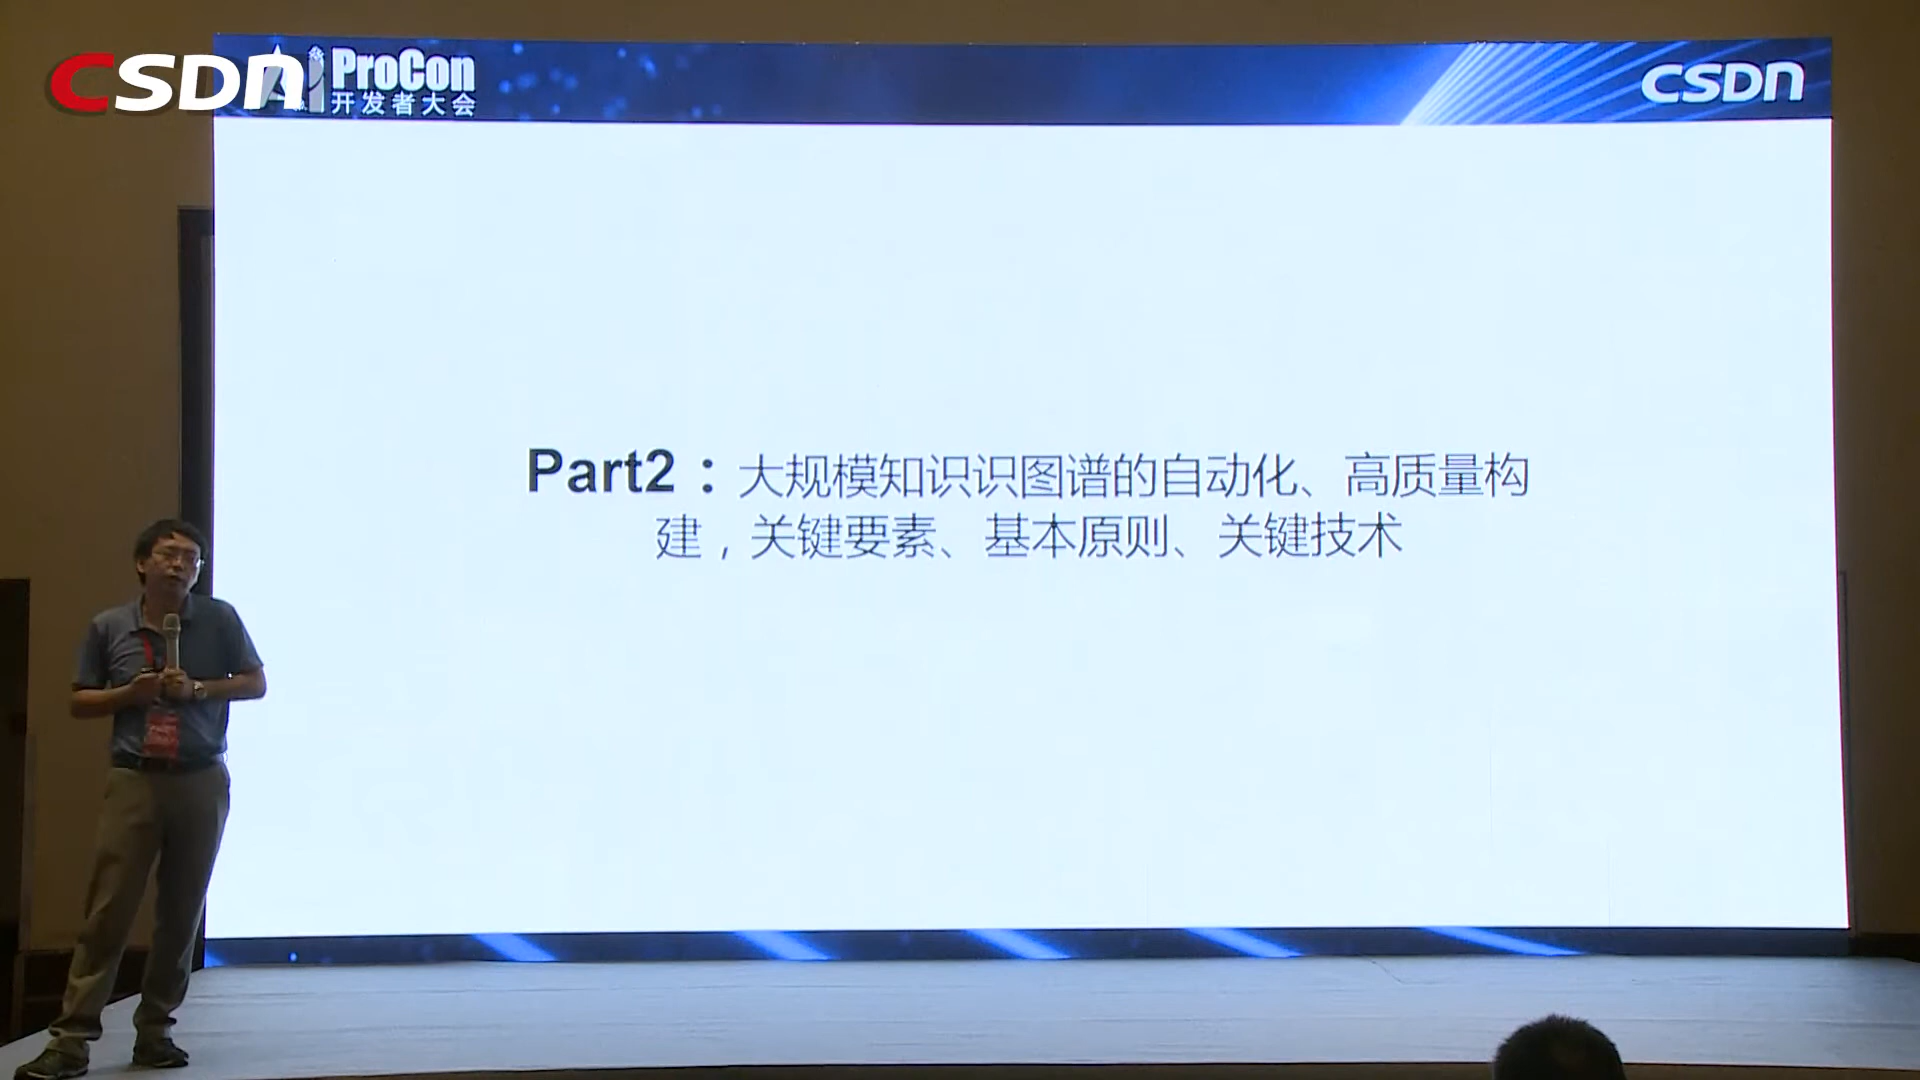 CSDN
ProCon
开发者大会
CSDN
Part2：大规模知识识图谱的自动化、高质量构
建，关键要素、基本原则、关键技术